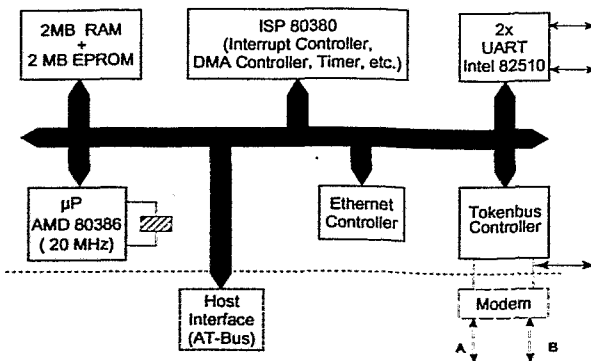 2MB RAM
+
2 MB EPROM
ISP 80380
(Interrupt Controller,
DMA Controller, Timer, etc.)
2x
UART
Intel 82510
µP
AMD 80386
( 20 MHz)
Ethernet
Controller
Tokenbus
Controller
Host
Interface
(AT-Bus)
Modem
A
B